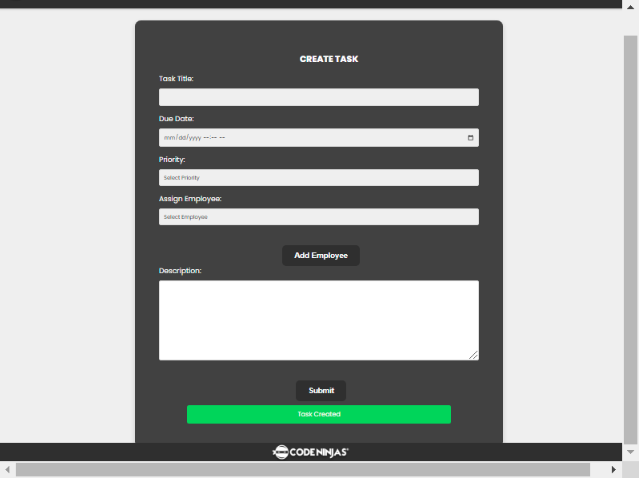 CREATE TASK
Task Title:
Due Date:
mm/dd/yyyy --:-- --
Priority:
Select Priority
Assign Employee:
Select Employee
Add Employee
Description:
Submit
Task Created
CODE NINJAS